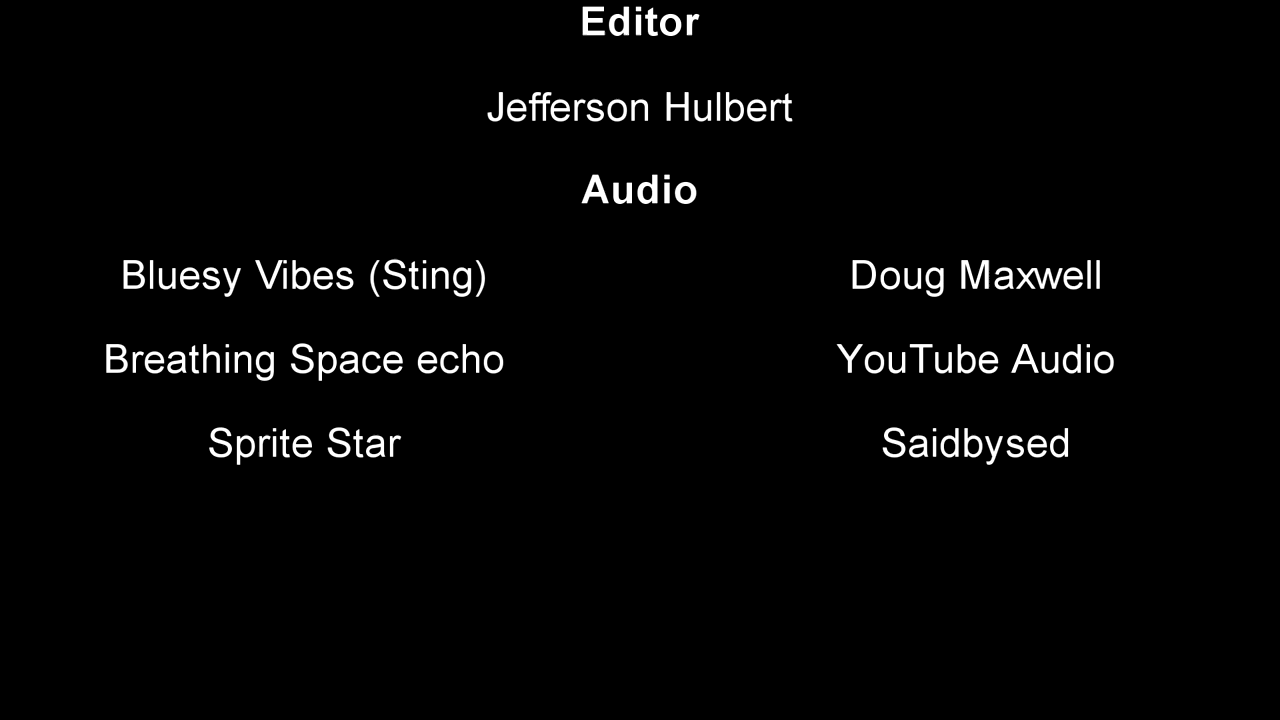 Editor
Jefferson Hulbert
Audio
Bluesy Vibes (Sting) Doug Maxwell
Breathing Space echo YouTube Audio
Sprite Star Saidbysed